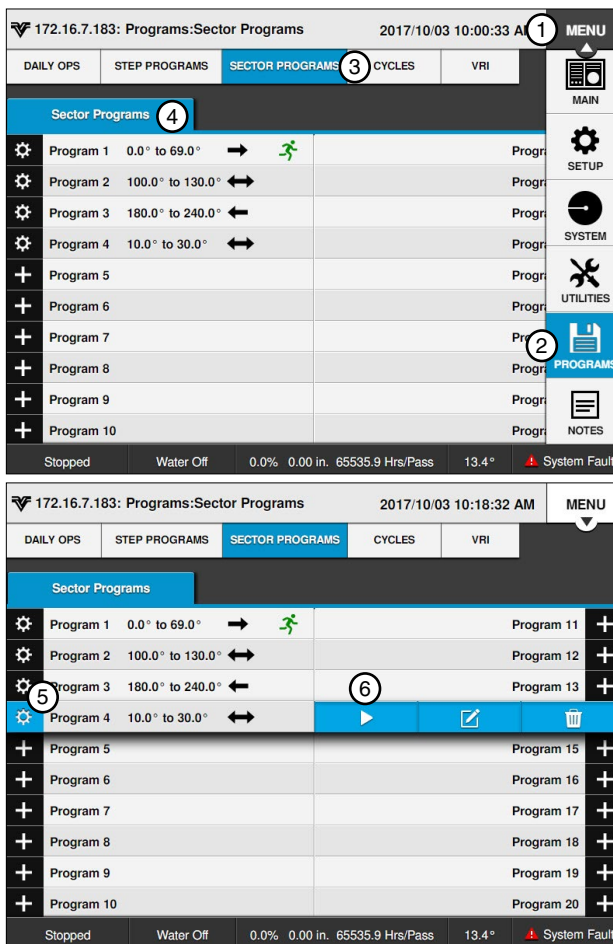 172.16.7.183: Programs:Sector Programs 2017/10/03 10:00:33 A 1 MENU
DAILY OPS STEP PROGRAMS SECTOR PROGRAMS 3 CYCLES VRI
MAIN
Sector Programs 4
Program 1 0.0° to 69.0° Progr
SETUP
Program 2 100.0° to 130.0° Progr
Program 3 180.0° to 240.0° Progr
SYSTEM
Program 4 10.0° to 30.0° Progr
Program 5 Progr
UTILITIES
Program 6 Progr
Program 7 Pr
2
Program 8 Progr
PROGRAMS
Program 9 Progr
Program 10 Progr
NOTES
Stopped Water Off 0.0% 0.00 in. 65535.9 Hrs/Pass 13.4° System Fault
172.16.7.183: Programs:Sector Programs 2017/10/03 10:18:32 AM MENU
DAILY OPS STEP PROGRAMS SECTOR PROGRAMS CYCLES VRI
Sector Programs
Program 1 0.0° to 69.0° Program 11
Program 2 100.0° to 130.0° Program 12
5 Program 3 180.0° to 240.0° 6 Program 13
Program 4 10.0° to 30.0°
Program 5 Program 15
Program 6 Program 16
Program 7 Program 17
Program 8 Program 18
Program 9 Program 19
Program 10 Program 20
Stopped Water Off 0.0% 0.00 in. 65535.9 Hrs/Pass 13.4° System Fault